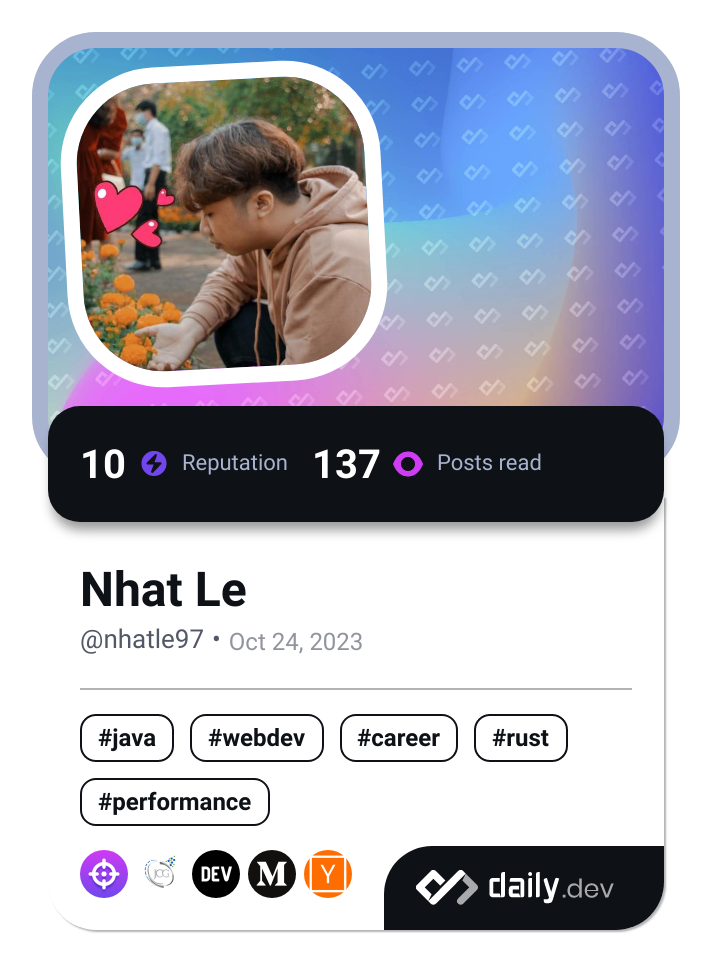 10 Reputation 137 Posts read
Nhat Le
@nhatle97 • Oct 24, 2023
#java #webdev #career #rust
#performance
JCG DEV M Y
daily.dev